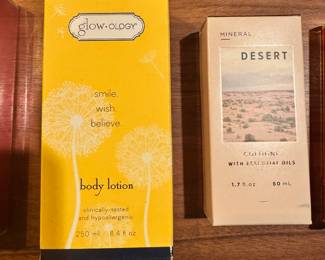 glow·ology
smile.
wish.
believe.
body lotion
clinically-tested
and hypoallergenic
250 ml / 8.4 fl oz
MINERAL
DESERT
COLOGNE
WITH ESSENTIAL OILS
1.7 fl oz 50 mL